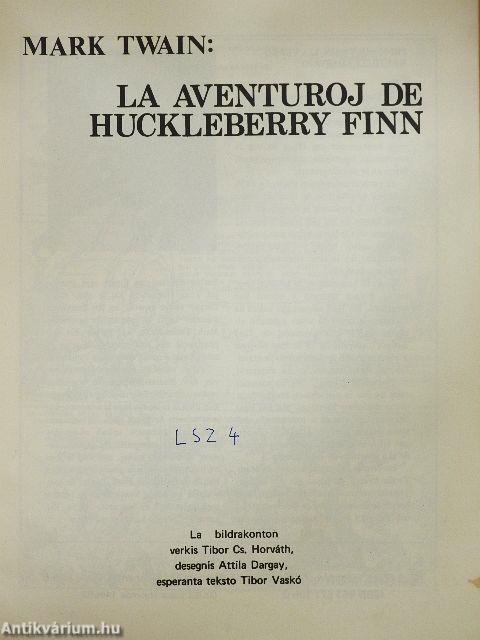 MARK TWAIN:
LA AVENTUROJ DE
HUCKLEBERRY FINN
LSZ 4
La bildrakonton
verkis Tibor Cs. Horváth,
desegnis Attila Dargay,
esperanta teksto Tibor Vaskó
Antikvárium.hu